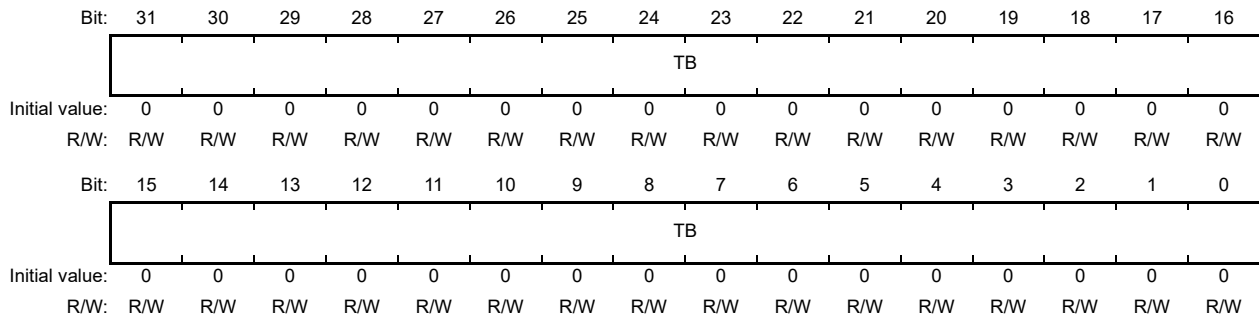 Bit: 31 30 29 28 27 26 25 24 23 22 21 20 19 18 17 16
TB
Initial value: 0 0 0 0 0 0 0 0 0 0 0 0 0 0 0 0
R/W: R/W R/W R/W R/W R/W R/W R/W R/W R/W R/W R/W R/W R/W R/W R/W R/W
Bit: 15 14 13 12 11 10 9 8 7 6 5 4 3 2 1 0
TB
Initial value: 0 0 0 0 0 0 0 0 0 0 0 0 0 0 0 0
R/W: R/W R/W R/W R/W R/W R/W R/W R/W R/W R/W R/W R/W R/W R/W R/W R/W